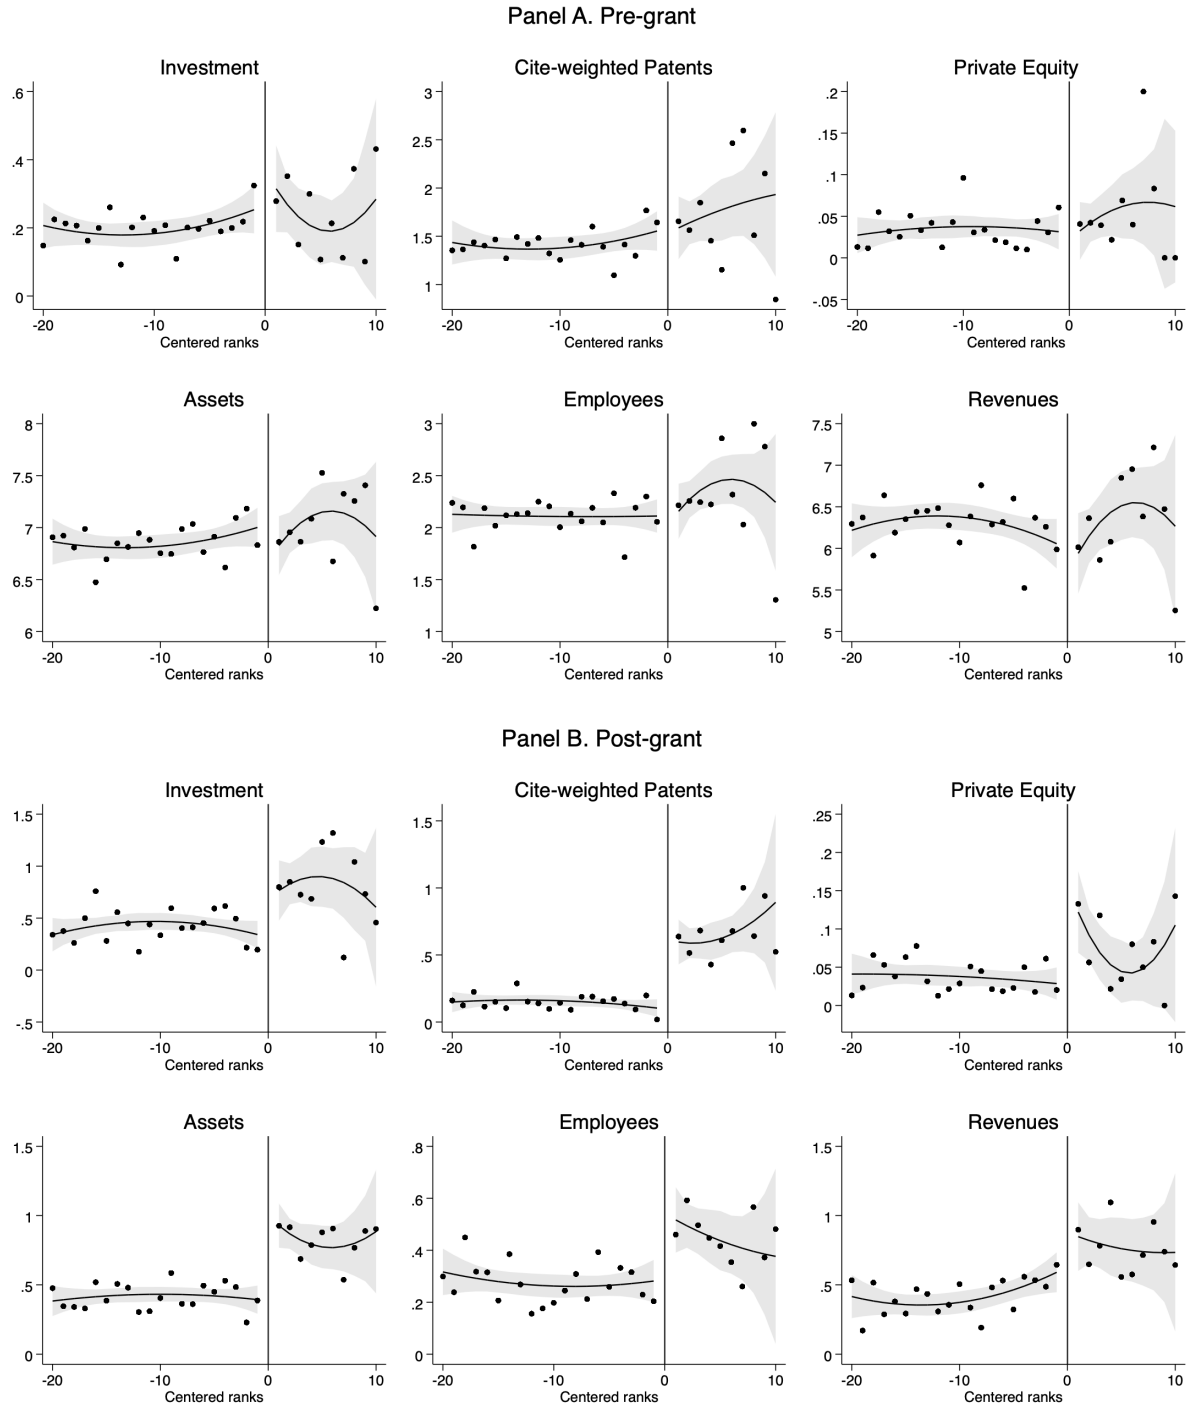 Panel A. Pre-grant
Investment
.6
.4
.2
0
-20 -10 0 10
Centered ranks
Cite-weighted Patents
3
2.5
2
1.5
1
-20 -10 0 10
Centered ranks
Private Equity
.2
.15
.1
.05
0
-.05
-20 -10 0 10
Centered ranks
Assets
8
7.5
7
6.5
6
-20 -10 0 10
Centered ranks
Employees
3
2.5
2
1.5
1
-20 -10 0 10
Centered ranks
Revenues
7.5
7
6.5
6
5.5
5
-20 -10 0 10
Centered ranks
Panel B. Post-grant
Investment
1.5
1
.5
0
-.5
-20 -10 0 10
Centered ranks
Cite-weighted Patents
1.5
1
.5
0
-20 -10 0 10
Centered ranks
Private Equity
.25
.2
.15
.1
.05
0
-20 -10 0 10
Centered ranks
Assets
1.5
1
.5
0
-20 -10 0 10
Centered ranks
Employees
.8
.6
.4
.2
0
-20 -10 0 10
Centered ranks
Revenues
1.5
1
.5
0
-20 -10 0 10
Centered ranks